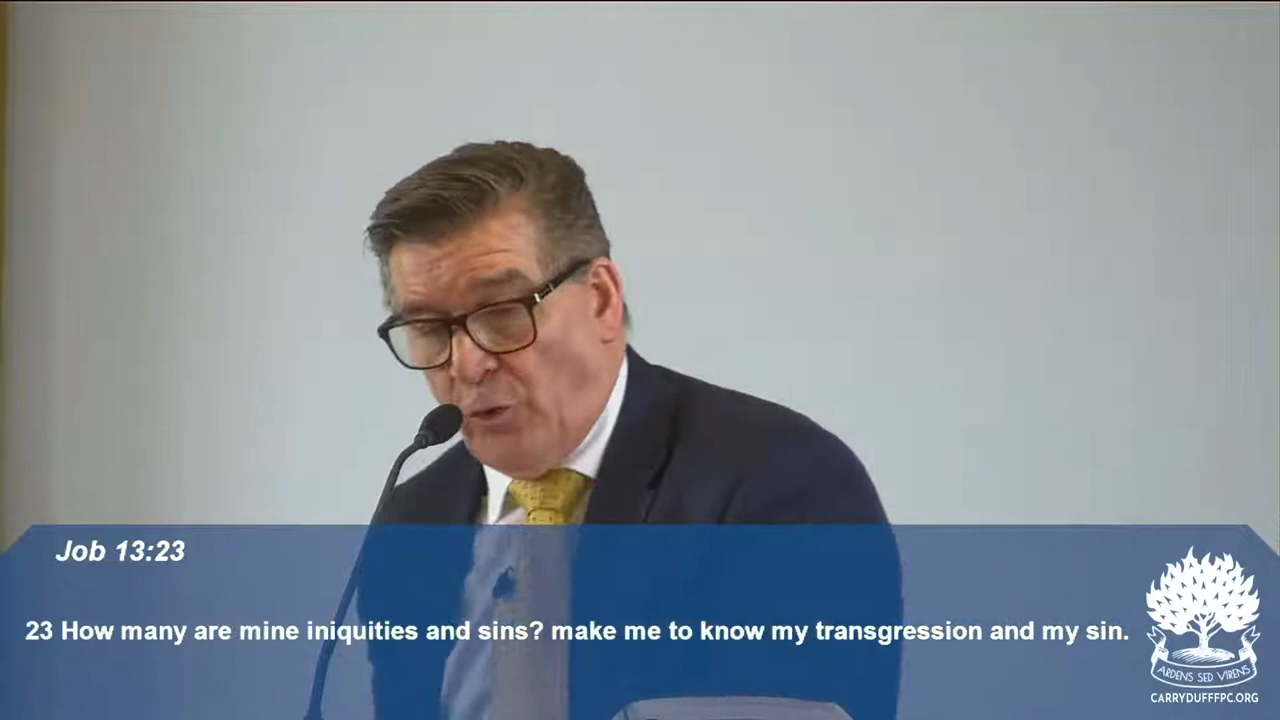 Job 13:23
23 How many are mine iniquities and sins? make me to know my transgression and my sin.
ARDENS SED VIRENS
CARRYDUFFFPC.ORG